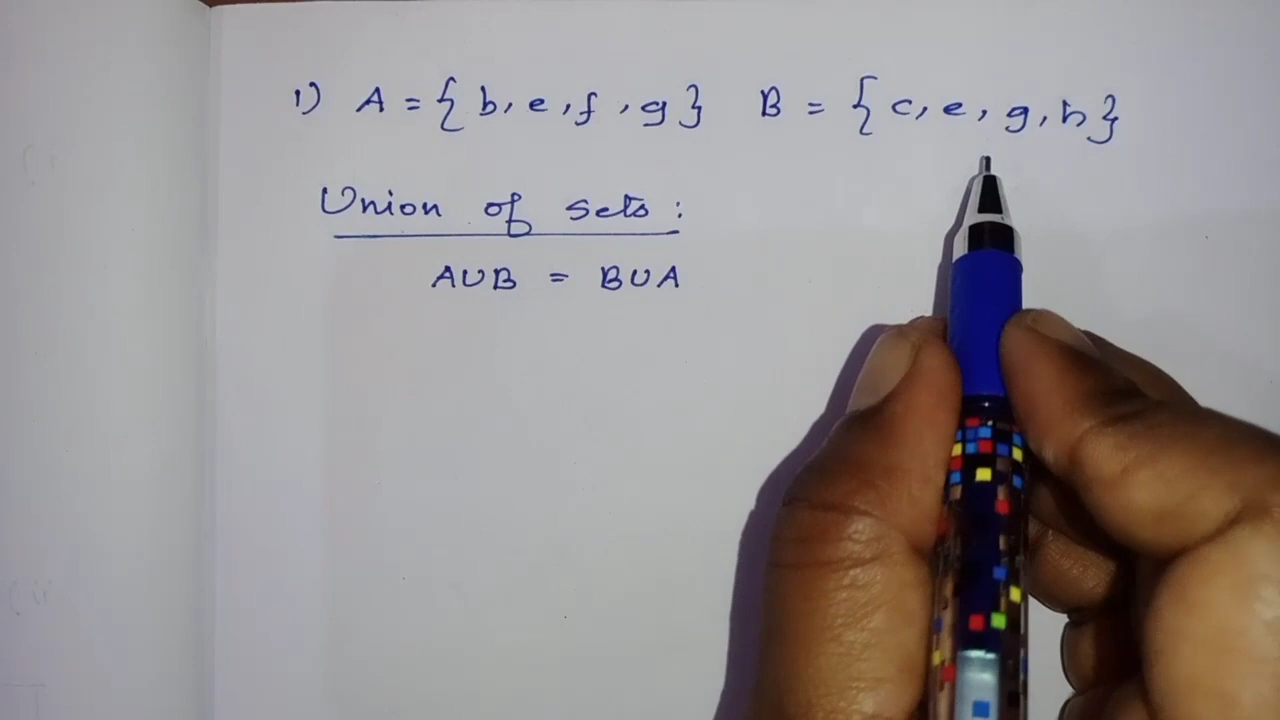 1) A = { b, e, f, g } B = { c, e, g, h }
Union of sets :
A∪B = B∪A